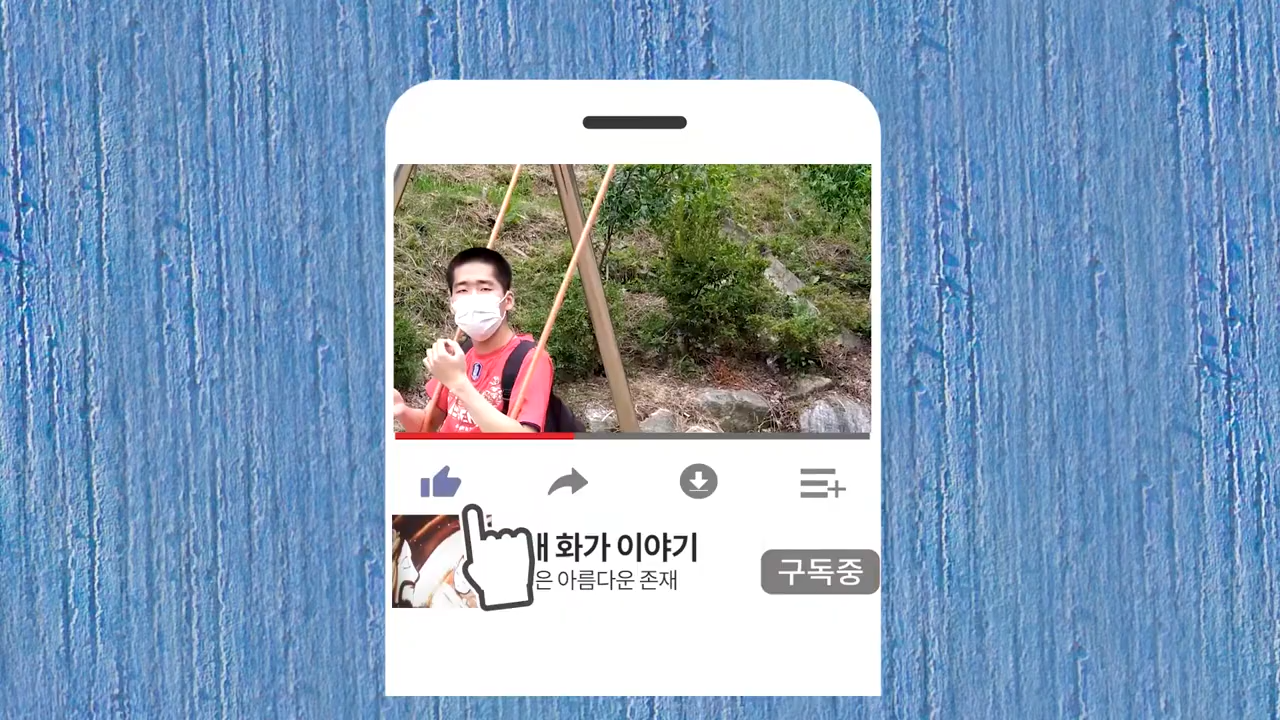 화가 이야기
은 아름다운 존재
구독중